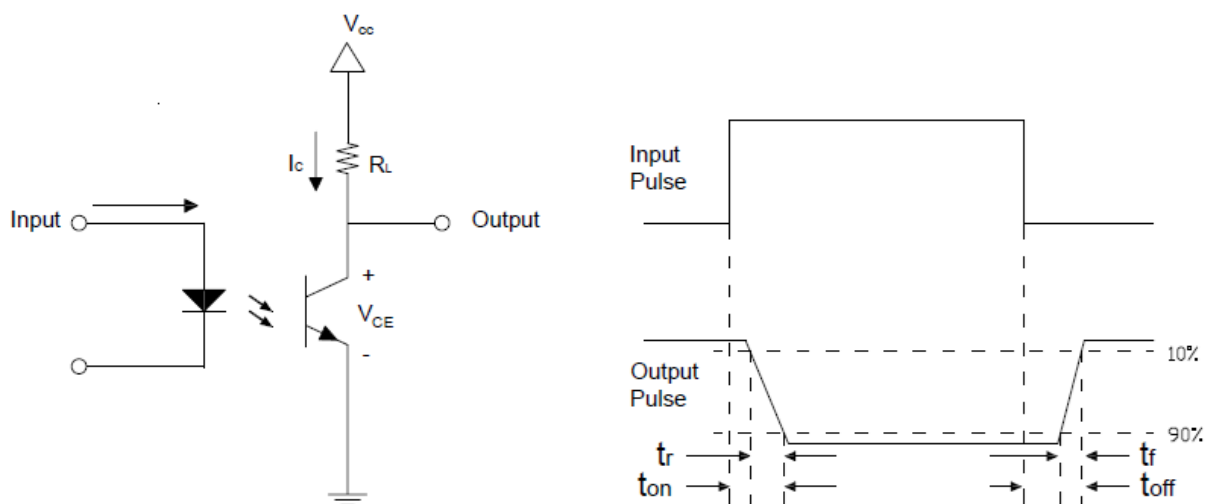 Vcc
Ic
RL
Input
Output
+
VCE
-
Input
Pulse
10%
Output
Pulse
90%
tr
tf
ton
toff